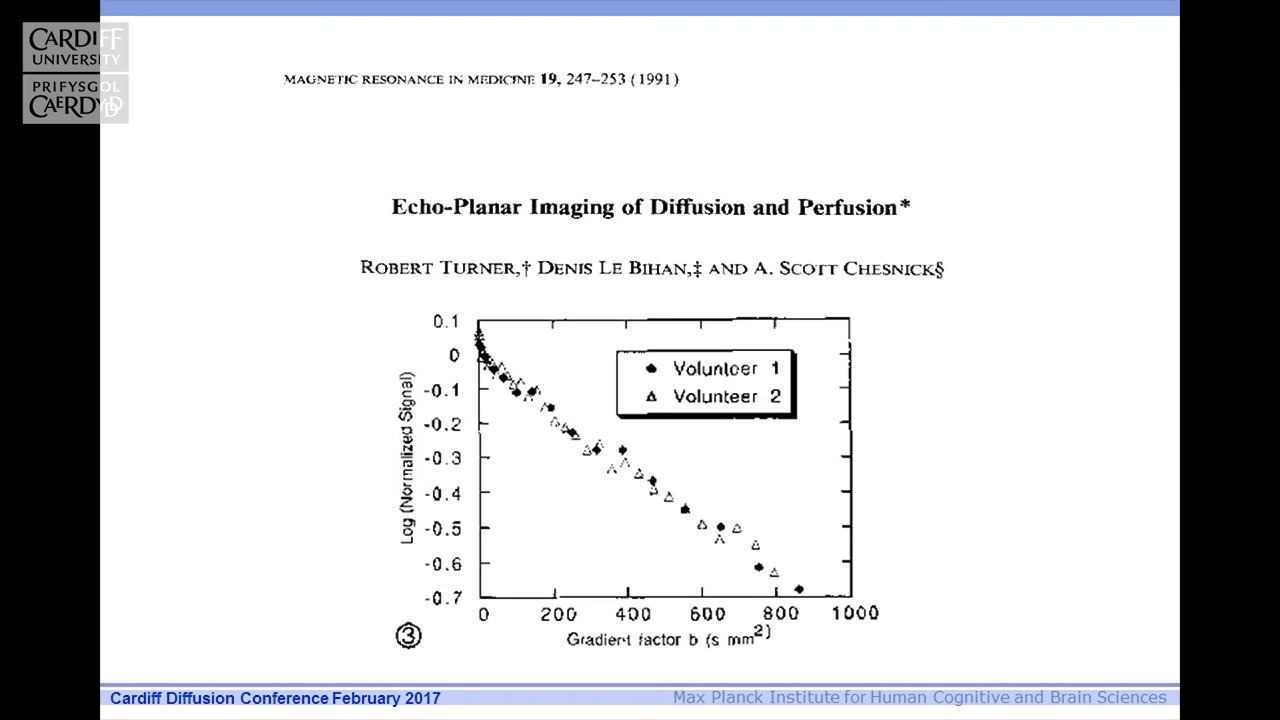 CARDIFF
UNIVERSITY
PRIFYSGOL
CAERDYDD
MAGNETIC RESONANCE IN MEDICINE 19, 247–253 (1991)
Echo-Planar Imaging of Diffusion and Perfusion*
ROBERT TURNER,† DENIS LE BIHAN,‡ AND A. SCOTT CHESNICK§
Volunteer 1
Volunteer 2
Log (Normalized Signal)
0.1
0
-0.1
-0.2
-0.3
-0.4
-0.5
-0.6
-0.7
0 200 400 600 800 1000
Gradient factor b (s mm²)
③
Cardiff Diffusion Conference February 2017
Max Planck Institute for Human Cognitive and Brain Sciences